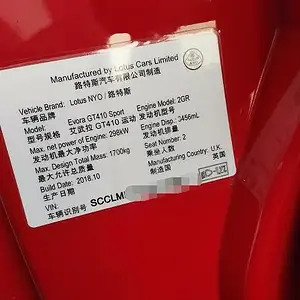 Manufactured by Lotus Cars Limited
路特斯汽车有限公司制造
Vehicle Brand: Lotus NYO / 路特斯
车辆品牌
Model: Evora GT410 Sport Engine Model: 2GR
型号规格 艾武拉 GT410 运动 发动机型号
Max. net power of Engine: 298kW Engine Disp.: 3456mL
发动机最大净功率 发动机排量
Max. Design Total Mass: 1700kg Seat Number: 2
最大允许总质量 乘坐人数
Build Date: 2018.10 Manufacturing Country: U.K.
生产日期 制造国 英国
VIN:
车辆识别号 SCCLM